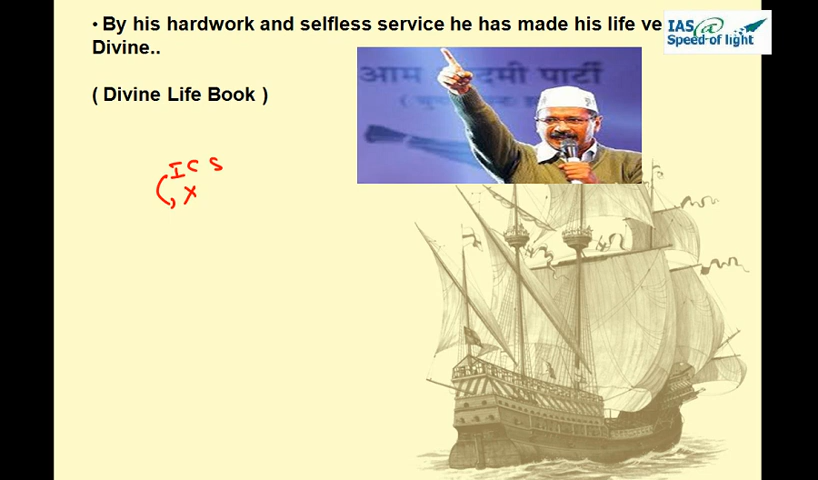 • By his hardwork and selfless service he has made his life ve
Divine..
( Divine Life Book )
IAS@
Speed of light
आम आदमी पार्टी
ICS
X